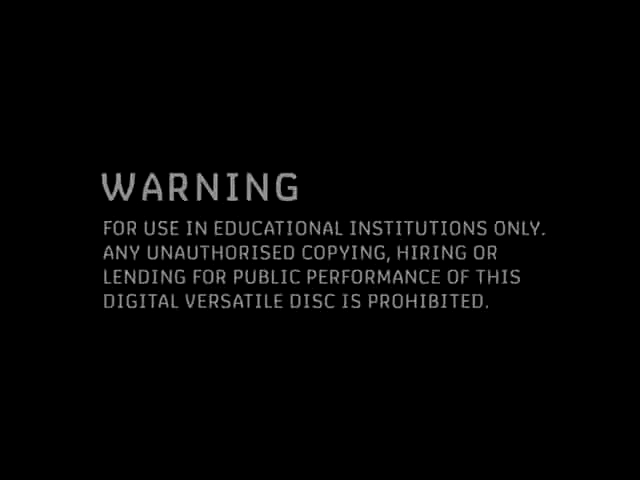 WARNING
FOR USE IN EDUCATIONAL INSTITUTIONS ONLY.
ANY UNAUTHORISED COPYING, HIRING OR
LENDING FOR PUBLIC PERFORMANCE OF THIS
DIGITAL VERSATILE DISC IS PROHIBITED.